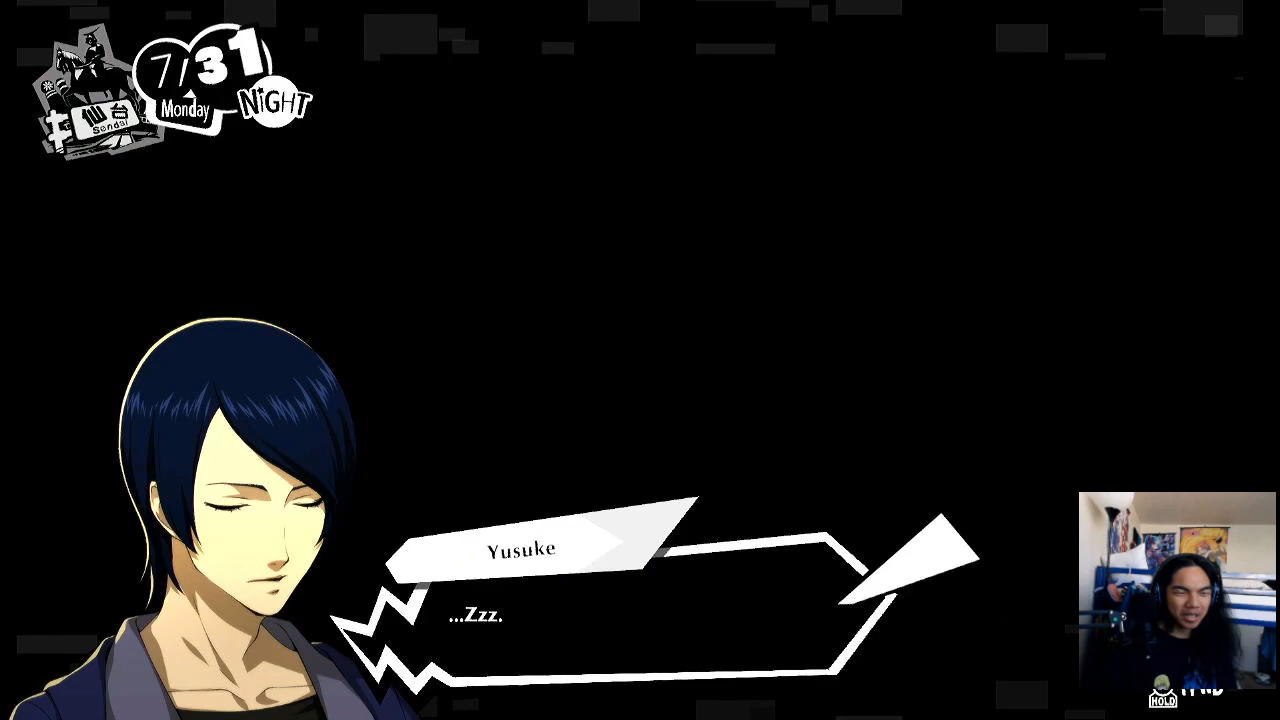 7/31
Monday
NiGHT
仙台
Sendai
Yusuke
...Zzz.
HOLD